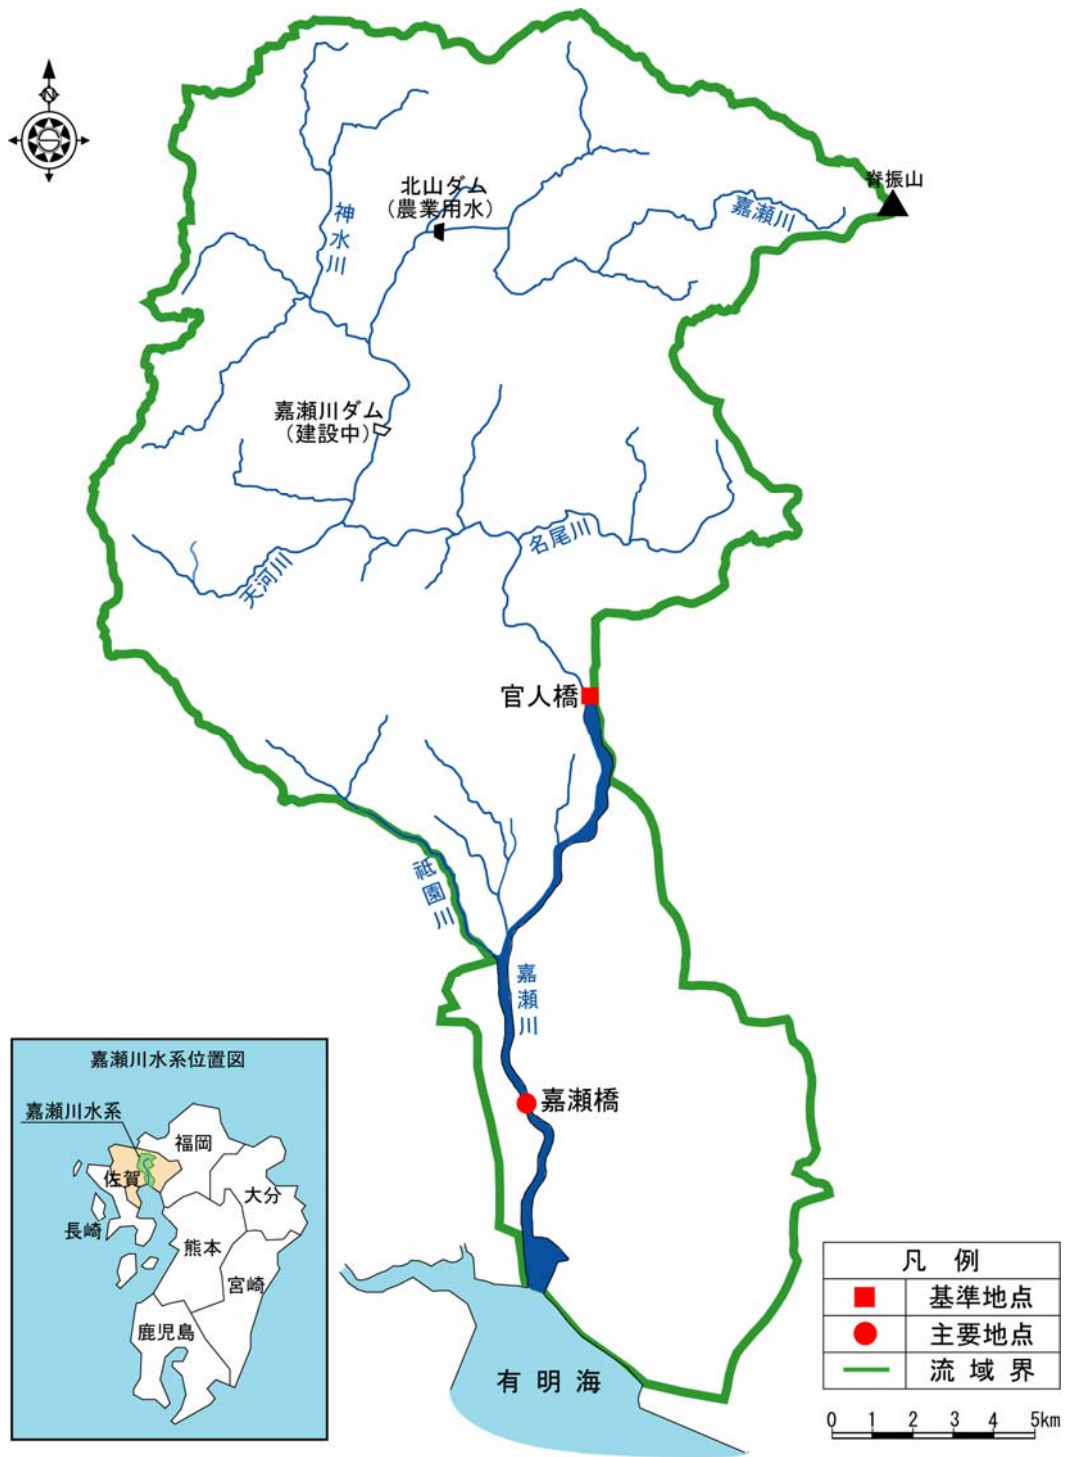 N
脊振山
北山ダム
（農業用水）
嘉瀬川
神水川
嘉瀬川ダム
（建設中）
名尾川
天河川
官人橋
祗園川
嘉瀬川
嘉瀬橋
有明海
嘉瀬川水系位置図
嘉瀬川水系
福岡
佐賀
大分
長崎
熊本
宮崎
鹿児島
凡 例
基準地点
主要地点
流域界
0 1 2 3 4 5km